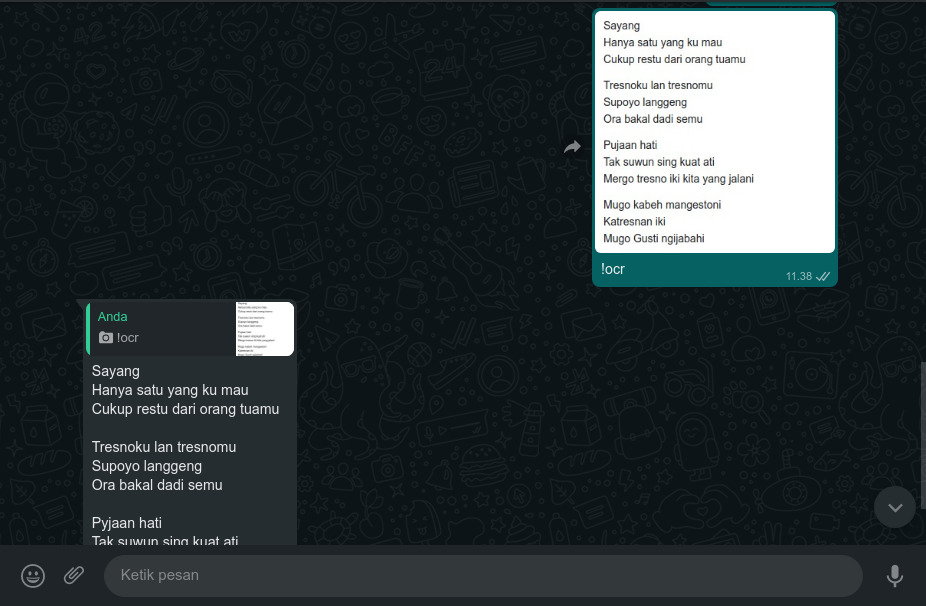 Sayang
Hanya satu yang ku mau
Cukup restu dari orang tuamu
Tresnoku lan tresnomu
Supoyo langgeng
Ora bakal dadi semu
Pujaan hati
Tak suwun sing kuat ati
Mergo tresno iki kita yang jalani
Mugo kabeh mangestoni
Katresnan iki
Mugo Gusti ngijabahi
!ocr
11.38
Anda
!ocr
Sayang
Hanya satu yang ku mau
Cukup restu dari orang tuamu
Tresnoku lan tresnomu
Supoyo langgeng
Ora bakal dadi semu
Pyjaan hati
Tak suwun sing kuat ati
Ketik pesan